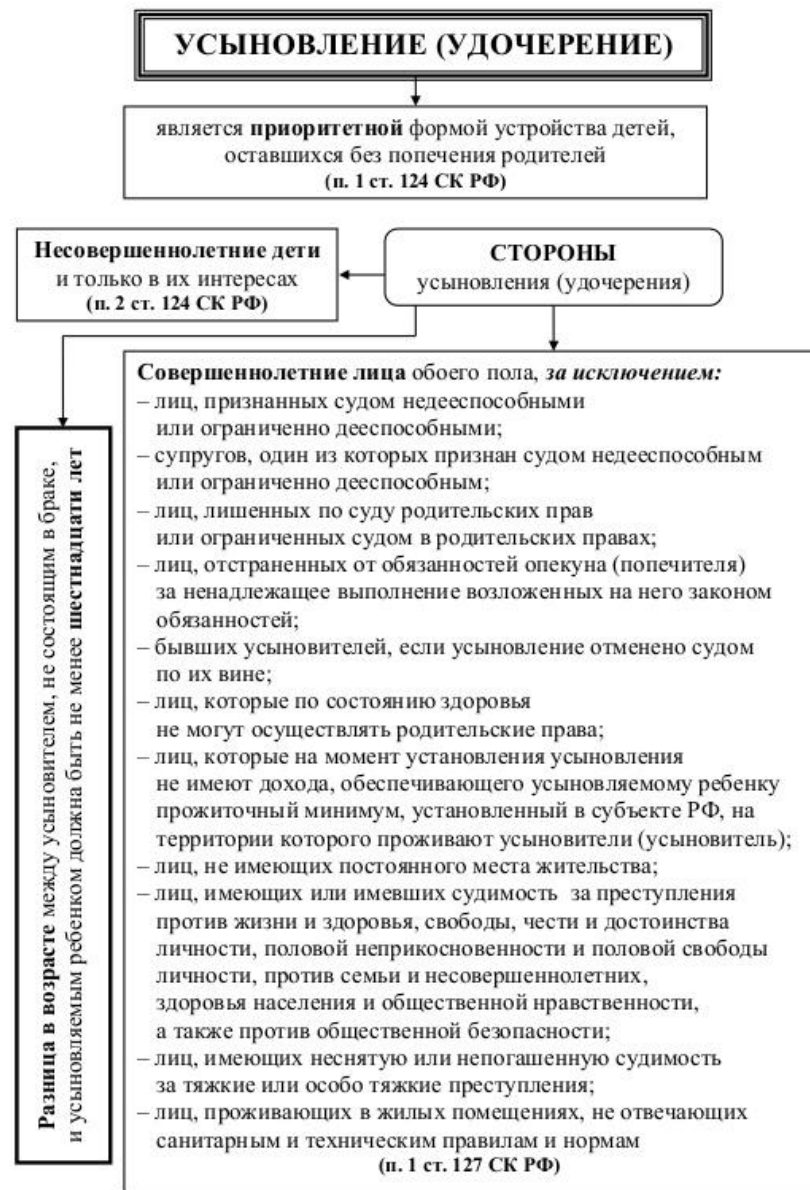 УСЫНОВЛЕНИЕ (УДОЧЕРЕНИЕ)
является приоритетной формой устройства детей,
оставшихся без попечения родителей
(п. 1 ст. 124 СК РФ)
Несовершеннолетние дети
и только в их интересах
(п. 2 ст. 124 СК РФ)
СТОРОНЫ
усыновления (удочерения)
Разница в возрасте между усыновителем, не состоящим в браке,
и усыновляемым ребенком должна быть не менее шестнадцати лет
Совершеннолетние лица обоего пола, за исключением:
– лиц, признанных судом недееспособными
или ограниченно дееспособными;
– супругов, один из которых признан судом недееспособным
или ограниченно дееспособным;
– лиц, лишенных по суду родительских прав
или ограниченных судом в родительских правах;
– лиц, отстраненных от обязанностей опекуна (попечителя)
за ненадлежащее выполнение возложенных на него законом
обязанностей;
– бывших усыновителей, если усыновление отменено судом
по их вине;
– лиц, которые по состоянию здоровья
не могут осуществлять родительские права;
– лиц, которые на момент установления усыновления
не имеют дохода, обеспечивающего усыновляемому ребенку
прожиточный минимум, установленный в субъекте РФ, на
территории которого проживают усыновители (усыновитель);
– лиц, не имеющих постоянного места жительства;
– лиц, имеющих или имевших судимость за преступления
против жизни и здоровья, свободы, чести и достоинства
личности, половой неприкосновенности и половой свободы
личности, против семьи и несовершеннолетних,
здоровья населения и общественной нравственности,
а также против общественной безопасности;
– лиц, имеющих неснятую или непогашенную судимость
за тяжкие или особо тяжкие преступления;
– лиц, проживающих в жилых помещениях, не отвечающих
санитарным и техническим правилам и нормам
(п. 1 ст. 127 СК РФ)